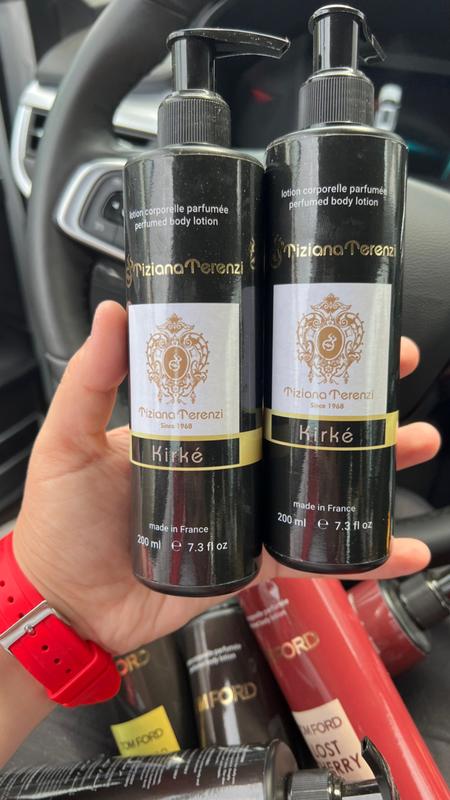 lotion corporelle parfumée
perfumed body lotion
Tiziana Terenzi
Tiziana Terenzi
Since 1968
Kirké
made in France
200 ml e 7.3 fl oz
lotion corporelle parfumée
perfumed body lotion
Tiziana Terenzi
Tiziana Terenzi
Since 1968
Kirké
made in France
200 ml e 7.3 fl oz
FORD
TOM FORD
M FORD
FORD
TOM FORD
LOST
CHERRY